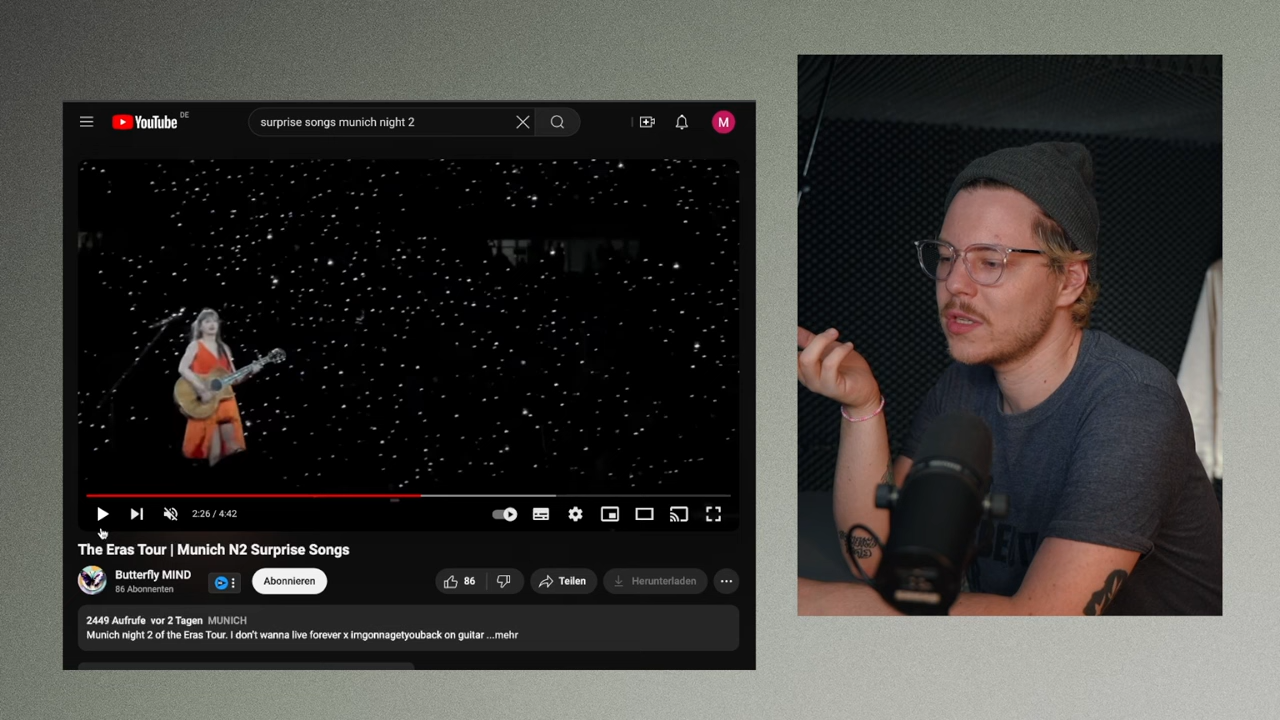 YouTube DE
surprise songs munich night 2
M
2:26 / 4:42
The Eras Tour | Munich N2 Surprise Songs
Butterfly MIND
86 Abonnenten
Abonnieren
86
Teilen
Herunterladen
2449 Aufrufe vor 2 Tagen MUNICH
Munich night 2 of the Eras Tour. I don't wanna live forever x imgonnagetyouback on guitar ...mehr